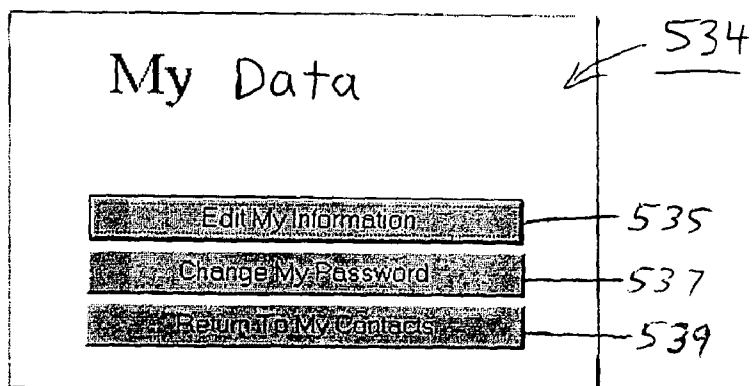 534
My Data
Edit My Information 535
Change My Password 537
Return To My Contacts 539